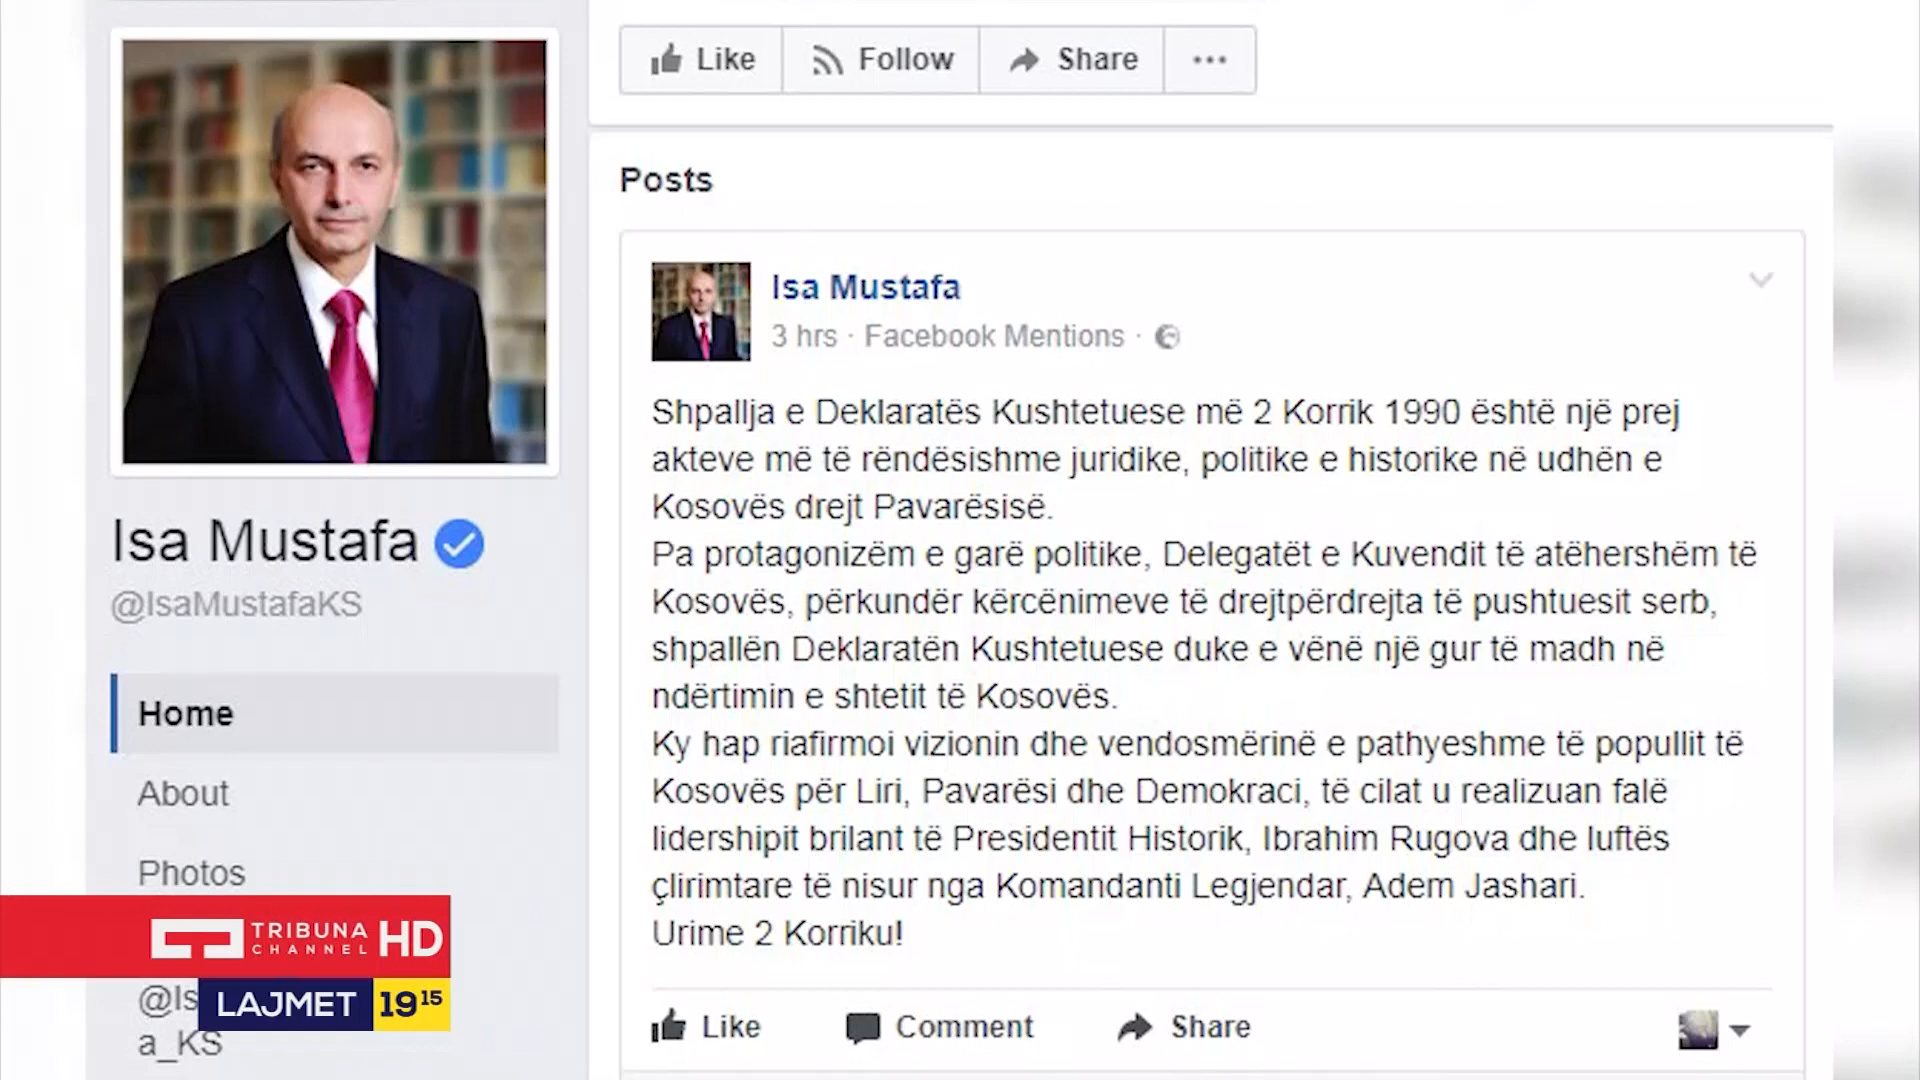 Like
Follow
Share
Posts
Isa Mustafa
3 hrs · Facebook Mentions ·
Shpallja e Deklaratës Kushtetuese më 2 Korrik 1990 është një prej
akteve më të rëndësishme juridike, politike e historike në udhën e
Kosovës drejt Pavarësisë.
Pa protagonizëm e garë politike, Delegatët e Kuvendit të atëhershëm të
Kosovës, përkundër kërcënimeve të drejtpërdrejta të pushtuesit serb,
shpallën Deklaratën Kushtetuese duke e vënë një gur të madh në
ndërtimin e shtetit të Kosovës.
Ky hap riafirmoi vizionin dhe vendosmërinë e pathyeshme të popullit të
Kosovës për Liri, Pavarësi dhe Demokraci, të cilat u realizuan falë
lidershipit brilant të Presidentit Historik, Ibrahim Rugova dhe luftës
çlirimtare të nisur nga Komandanti Legjendar, Adem Jashari.
Urime 2 Korriku!
Like
Comment
Share
Isa Mustafa
@IsaMustafaKS
Home
About
Photos
@Is
a_KS
TRIBUNA
CHANNEL
HD
LAJMET 19 15